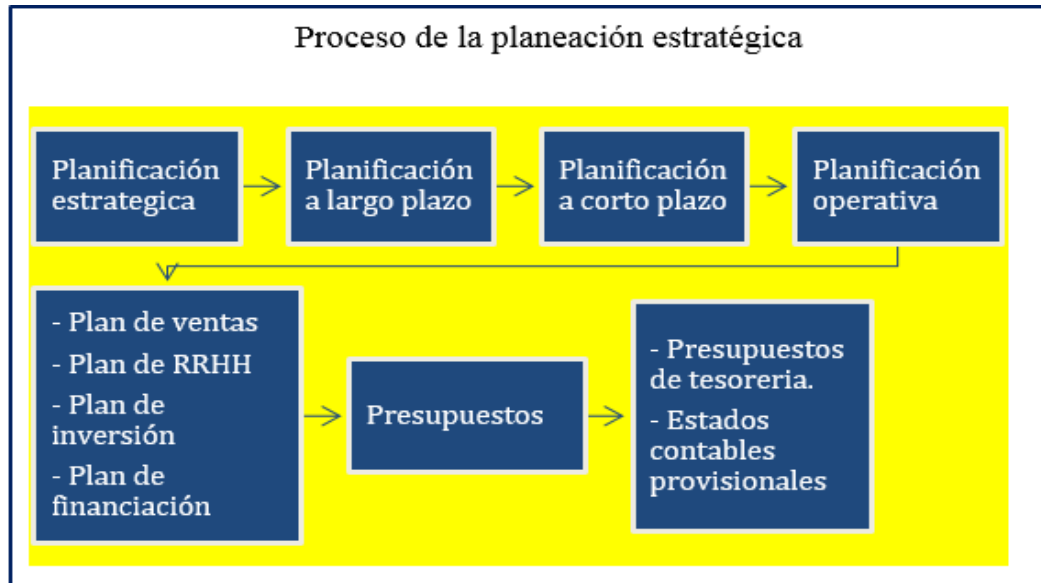 Proceso de la planeación estratégica
Planificación
estrategica
Planificación
a largo plazo
Planificación
a corto plazo
Planificación
operativa
- Plan de ventas
- Plan de RRHH
- Plan de
inversión
- Plan de
financiación
Presupuestos
- Presupuestos
de tesoreria.
- Estados
contables
provisionales